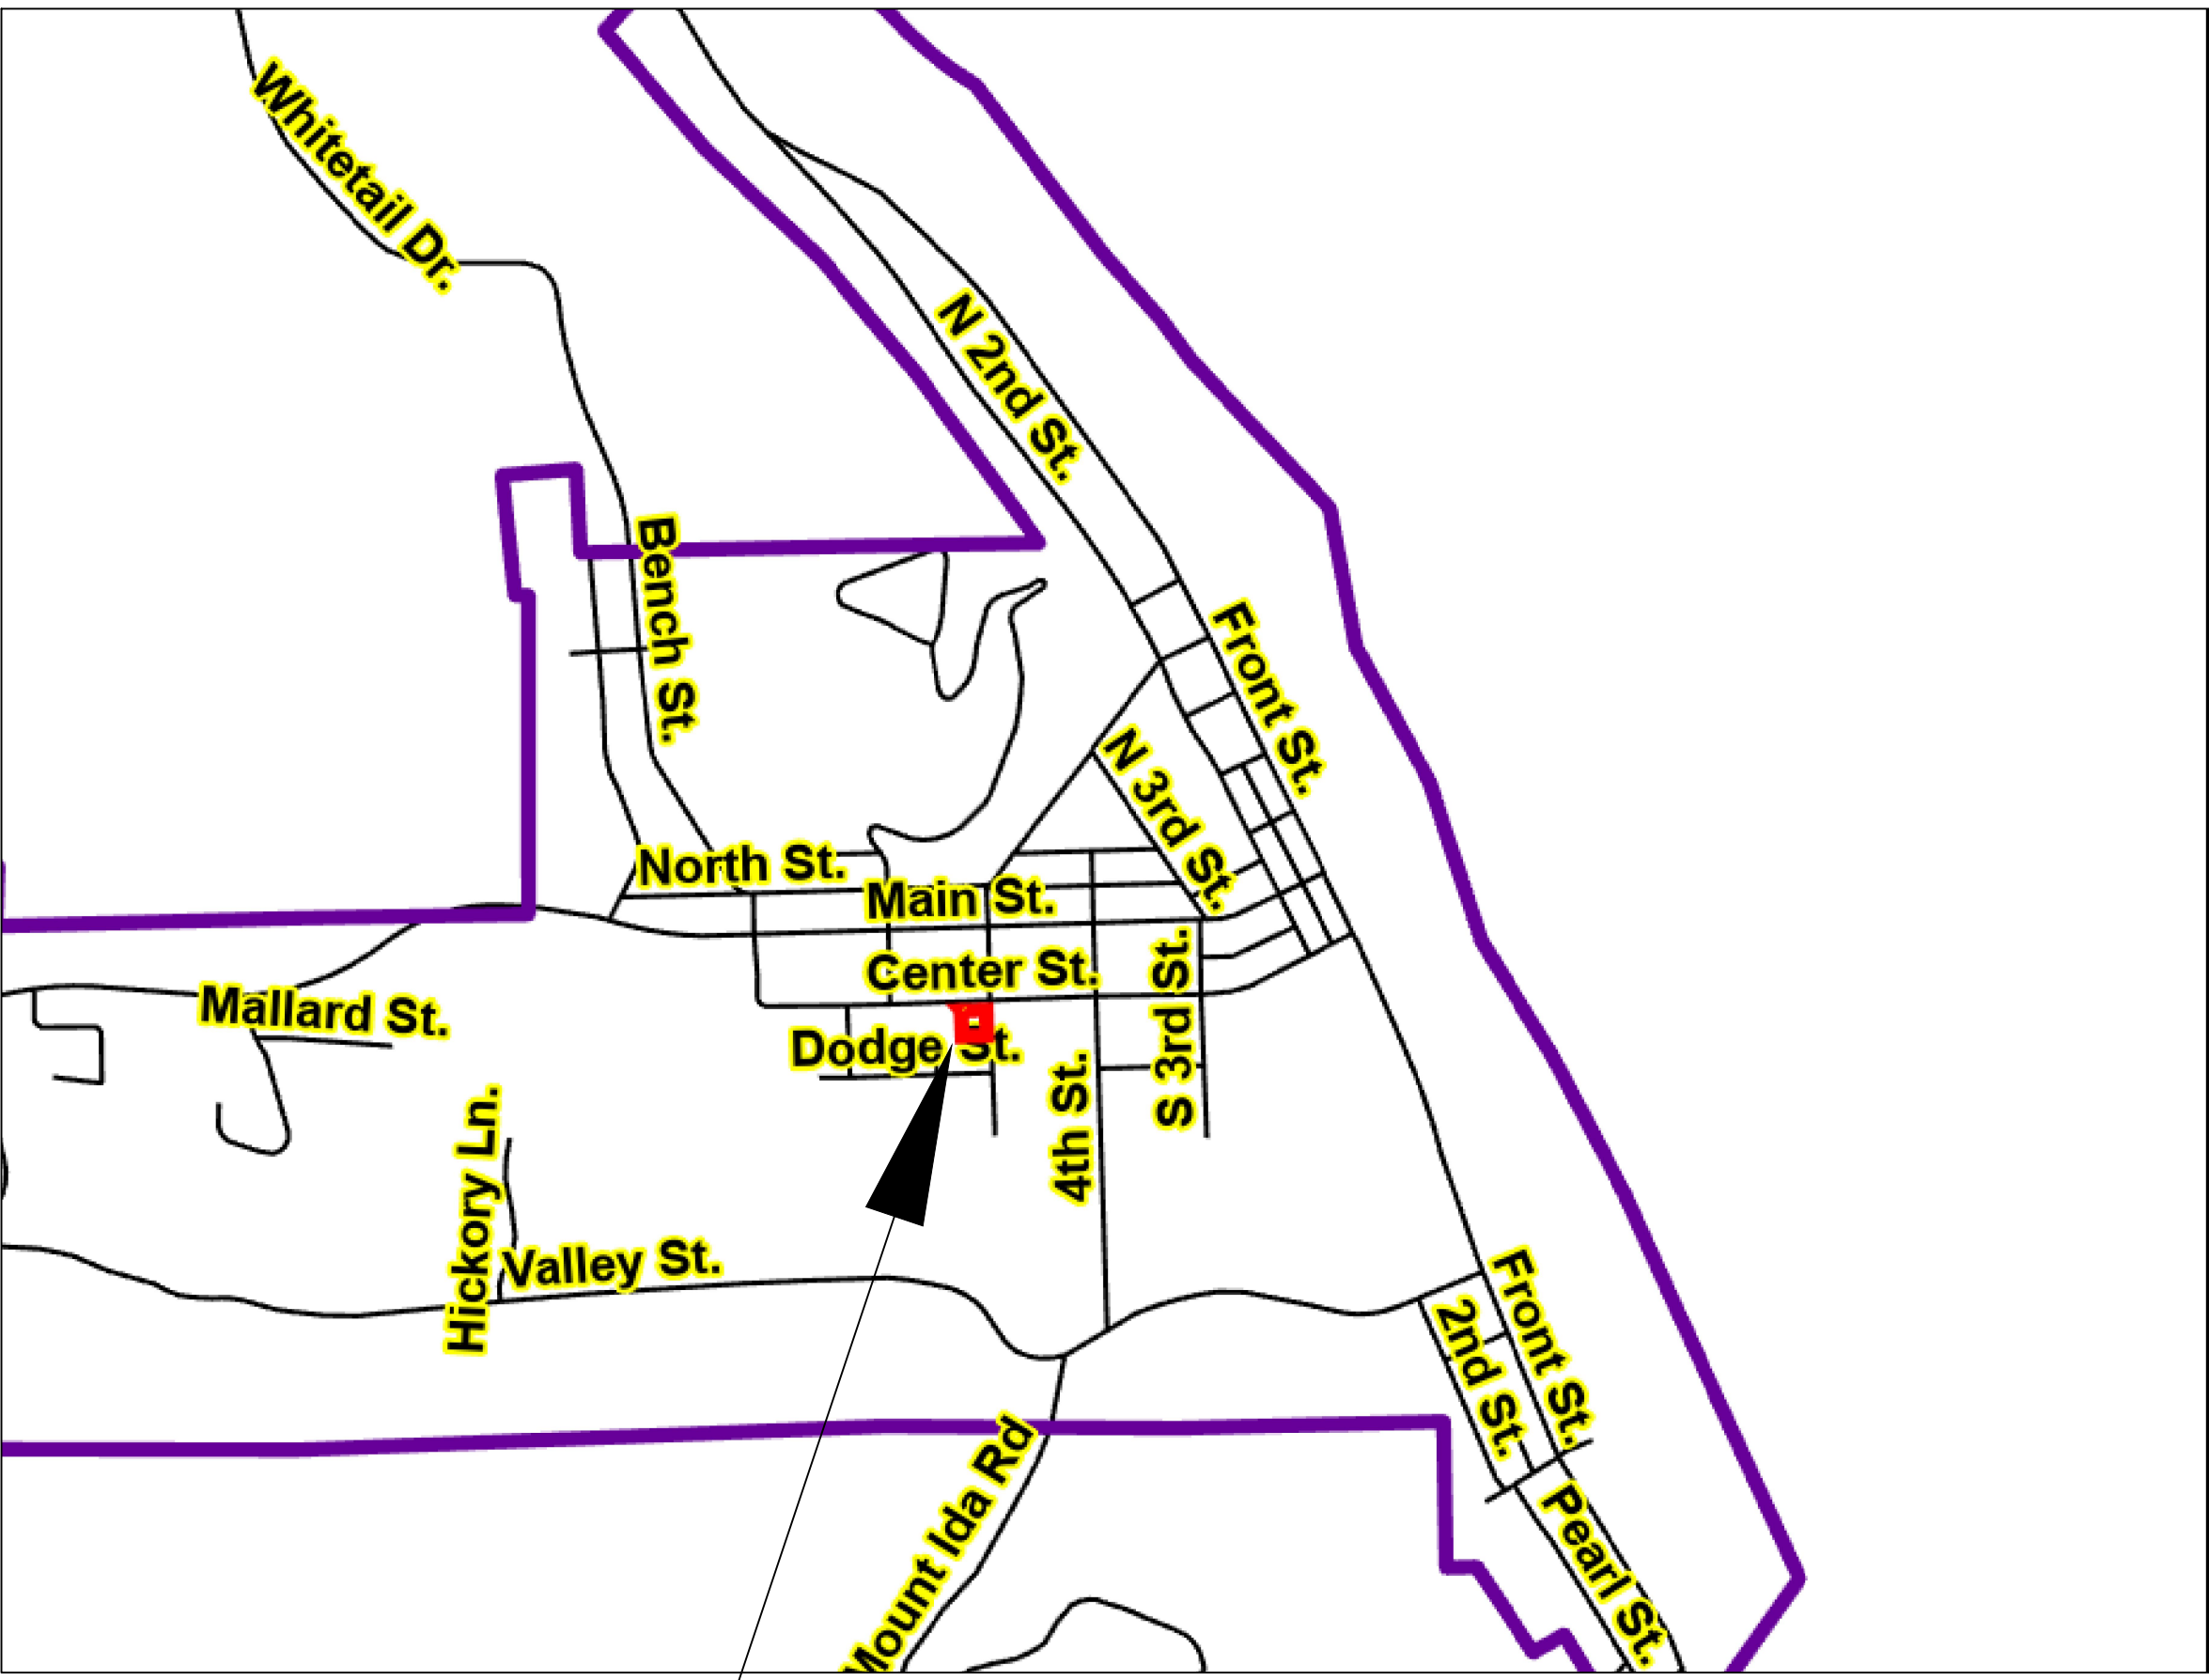 Whitetail Dr.
N 2nd St.
Bench St.
Front St.
N 3rd St.
North St.
Main St.
Center St.
Mallard St.
Dodge St.
S 3rd St.
4th St.
Hickory Ln.
Valley St.
Front St.
2nd St.
Mount Ida Rd
Pearl St.